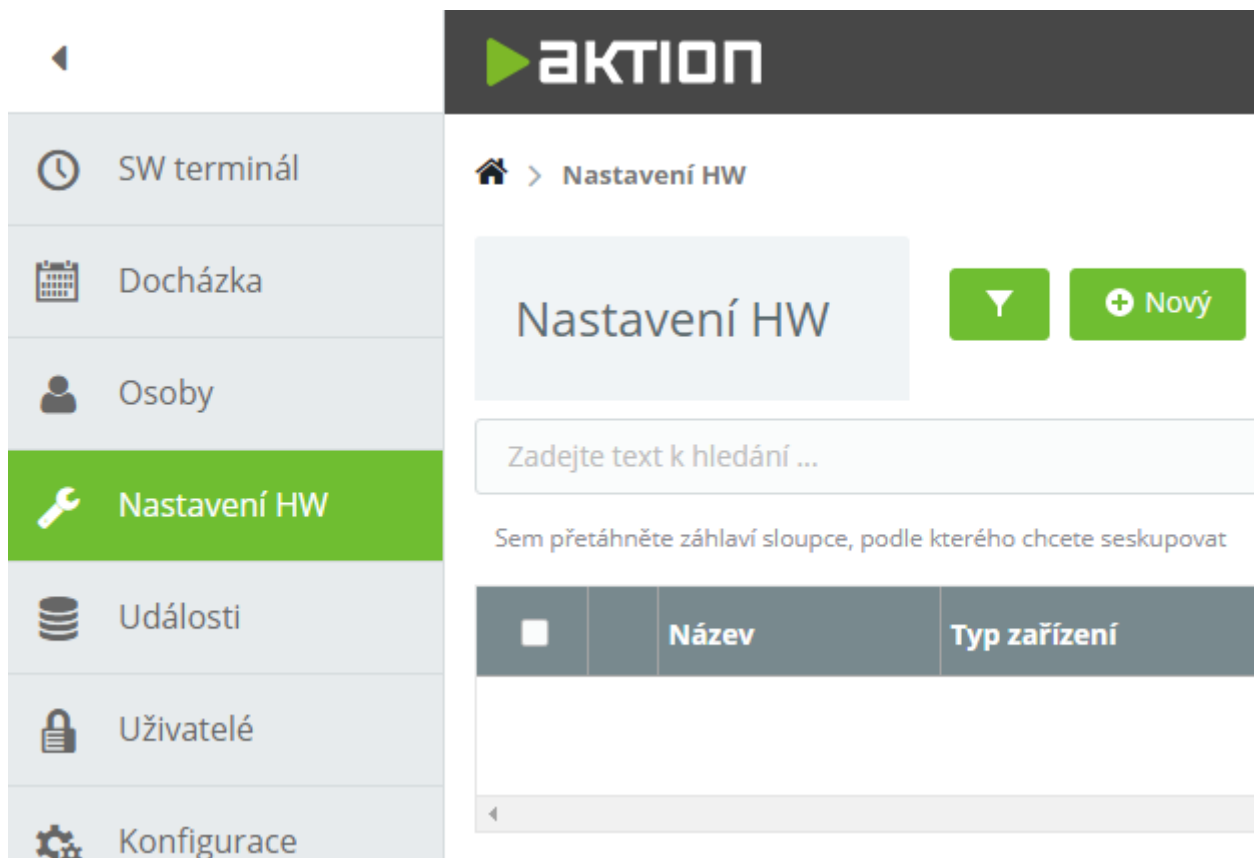 aktion
SW terminál
Docházka
Osoby
Nastavení HW
Události
Uživatelé
Konfigurace
> Nastavení HW
Nastavení HW
Nový
Zadejte text k hledání ...
Sem přetáhněte záhlaví sloupce, podle kterého chcete seskupovat
Název
Typ zařízení